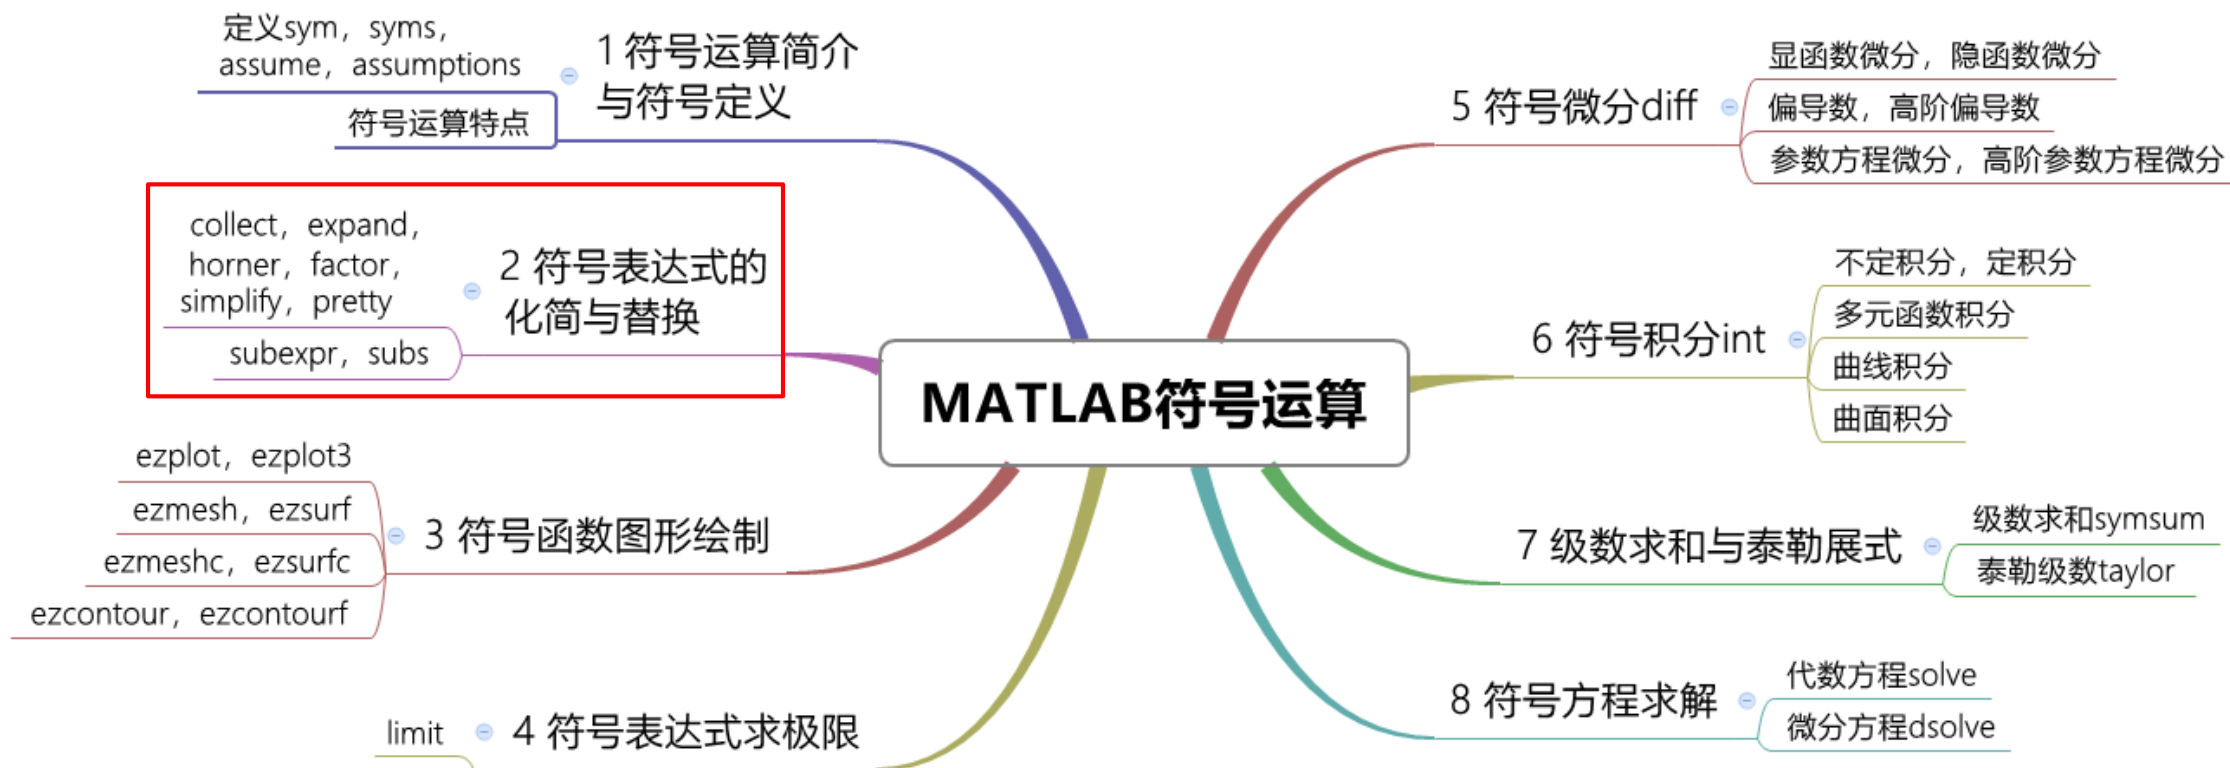 定义sym，syms，
assume，assumptions
符号运算特点
1 符号运算简介
与符号定义
collect，expand，
horner，factor，
simplify，pretty
subexpr，subs
2 符号表达式的
化简与替换
ezplot，ezplot3
ezmesh，ezsurf
ezmeshc，ezsurfc
ezcontour，ezcontourf
3 符号函数图形绘制
limit
4 符号表达式求极限
MATLAB符号运算
5 符号微分diff
显函数微分，隐函数微分
偏导数，高阶偏导数
参数方程微分，高阶参数方程微分
6 符号积分int
不定积分，定积分
多元函数积分
曲线积分
曲面积分
7 级数求和与泰勒展式
级数求和symsum
泰勒级数taylor
8 符号方程求解
代数方程solve
微分方程dsolve